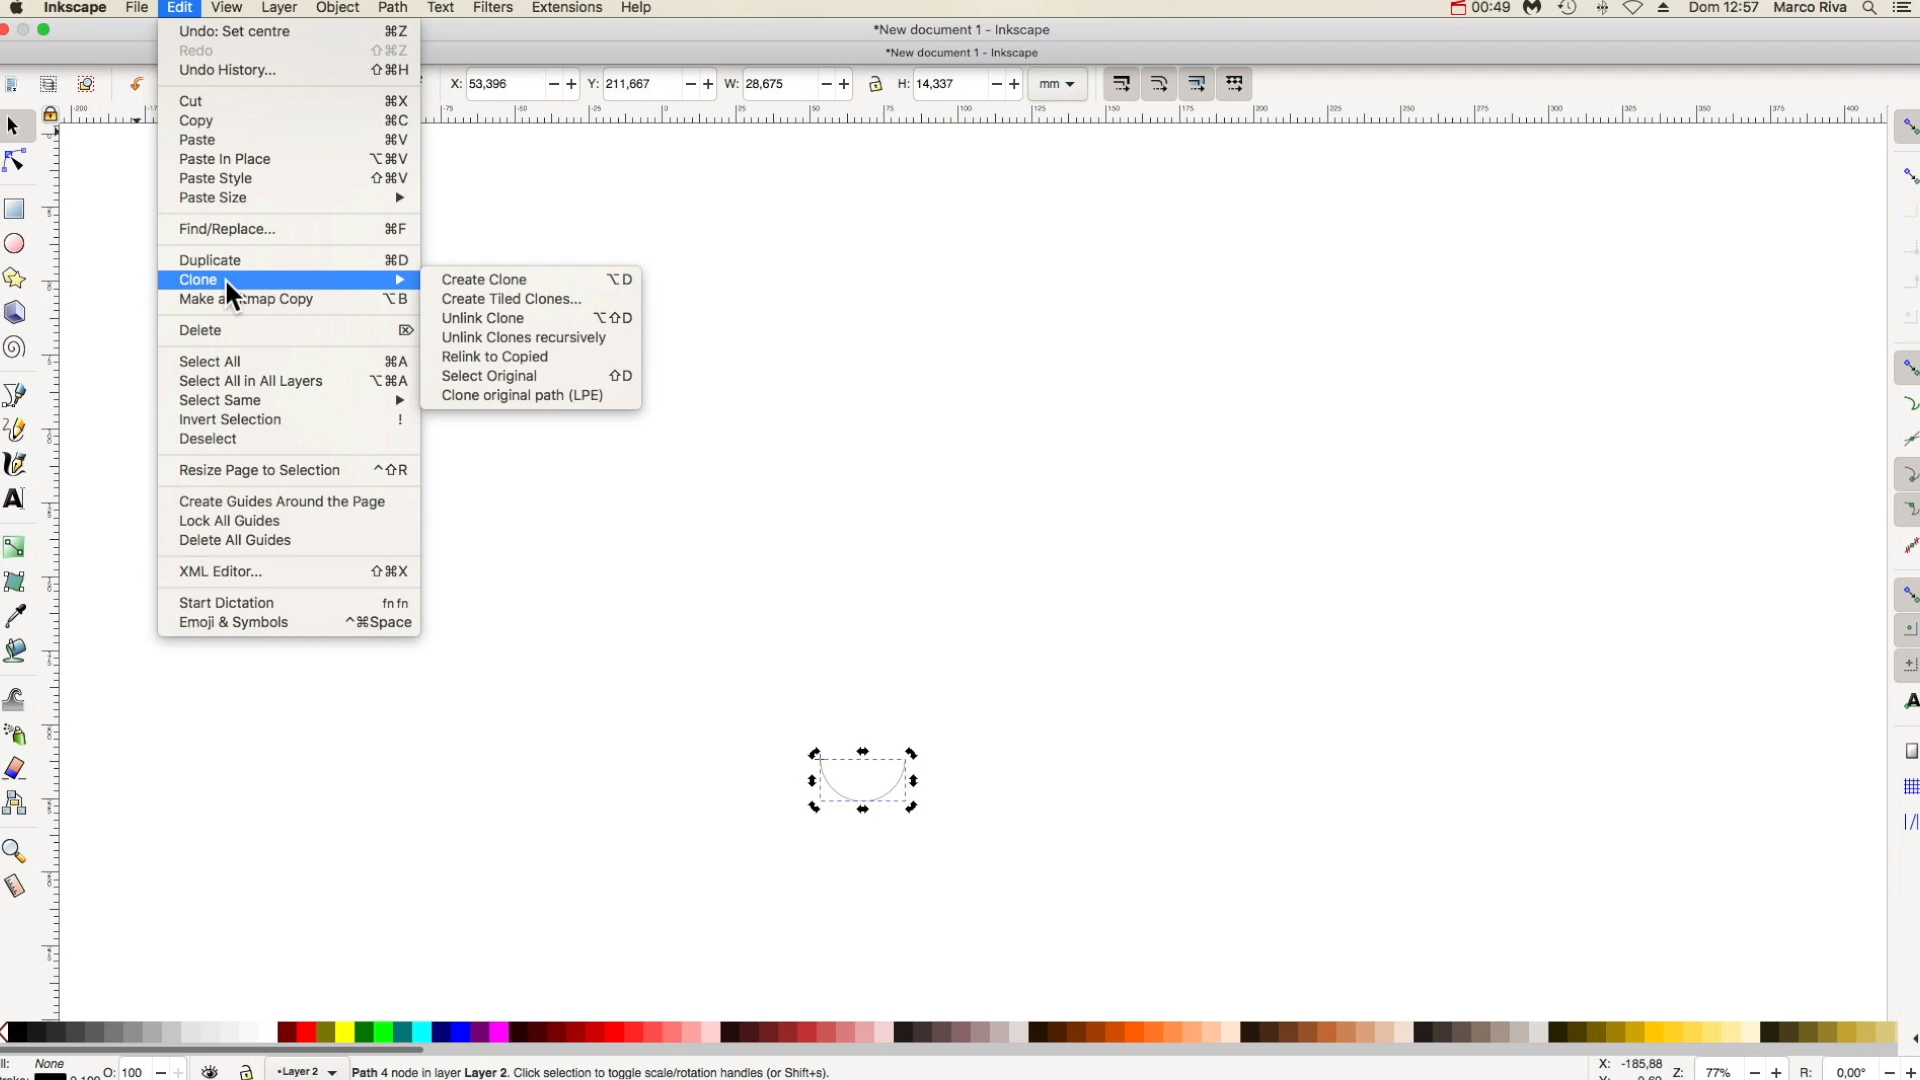 Inkscape File Edit View Layer Object Path Text Filters Extensions Help 00:49 Dom 12:57 Marco Riva
*New document 1 - Inkscape
*New document 1 - Inkscape
X: 53,396 Y: 211,667 W: 28,675 H: 14,337 mm
Undo: Set centre ⌘Z
Redo ⇧⌘Z
Undo History... ⇧⌘H
Cut ⌘X
Copy ⌘C
Paste ⌘V
Paste In Place ⌥⌘V
Paste Style ⇧⌘V
Paste Size
Find/Replace... ⌘F
Duplicate ⌘D
Clone
Make a tmap Copy ⌥B
Delete
Select All ⌘A
Select All in All Layers ⌥⌘A
Select Same
Invert Selection !
Deselect
Resize Page to Selection ^⇧R
Create Guides Around the Page
Lock All Guides
Delete All Guides
XML Editor... ⇧⌘X
Start Dictation fn fn
Emoji & Symbols ^⌘Space
Create Clone ⌥D
Create Tiled Clones...
Unlink Clone ⌥⇧D
Unlink Clones recursively
Relink to Copied
Select Original ⇧D
Clone original path (LPE)
None
O: 100 •Layer 2 Path 4 node in layer Layer 2. Click selection to toggle scale/rotation handles (or Shift+s).
X: -185,88
Z: 77% R: 0,00°